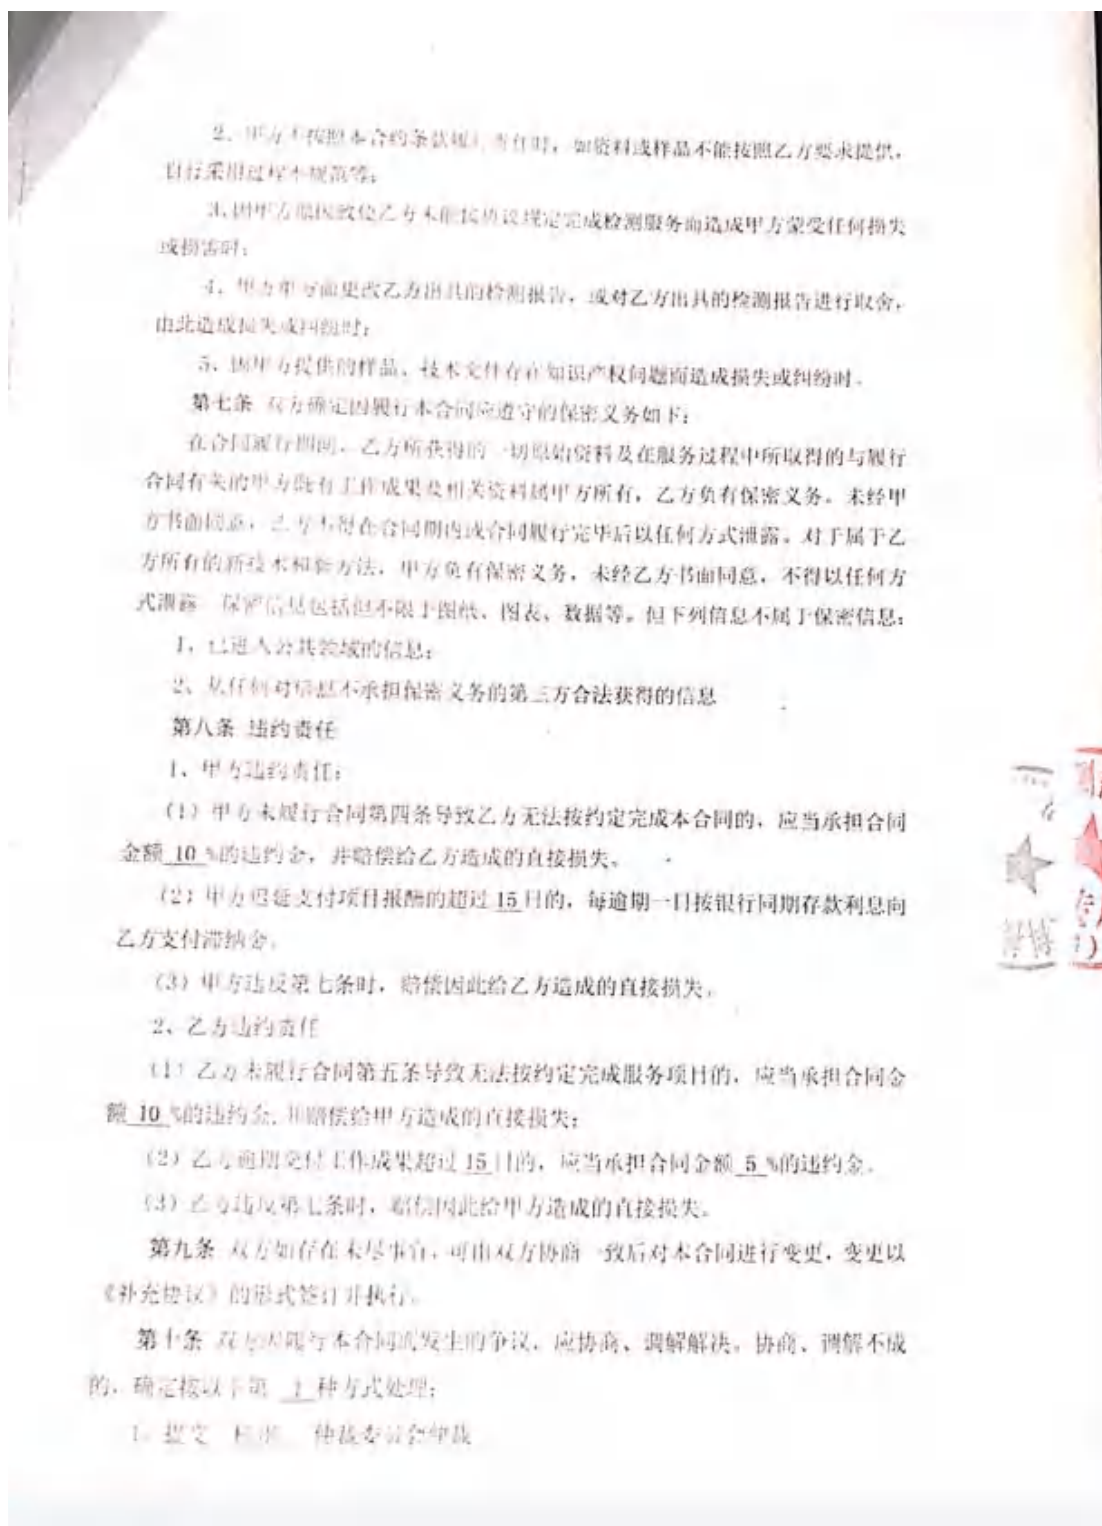 2、甲方不按照本合约条款履行责任时，如资料或样品不能按照乙方要求提供，
自行采用过程不规范等；
3、因甲方原因致使乙方未能按协议规定完成检测服务而造成甲方蒙受任何损失
或损害时；
4、甲方单方面更改乙方出具的检测报告，或对乙方出具的检测报告进行取舍，
由此造成损失或纠纷时；
5、因甲方提供的样品、技术文件存在知识产权问题而造成损失或纠纷时。
第七条 双方确定因履行本合同应遵守的保密义务如下：
在合同履行期间，乙方所获得的一切原始资料及在服务过程中所取得的与履行
合同有关的甲方既有工作成果及相关资料属甲方所有，乙方负有保密义务。未经甲
方书面同意，乙方不得在合同期内或合同履行完毕后以任何方式泄露。对于属于乙
方所有的新技术和新方法，甲方负有保密义务，未经乙方书面同意，不得以任何方
式泄露 保密信息包括但不限于图纸、图表、数据等。但下列信息不属于保密信息：
1、已进入公共领域的信息；
2、从任何对信息不承担保密义务的第三方合法获得的信息
第八条 违约责任
1、甲方违约责任：
（1）甲方未履行合同第四条导致乙方无法按约定完成本合同的，应当承担合同
金额 10 %的违约金，并赔偿给乙方造成的直接损失。
（2）甲方迟延支付项目报酬的超过 15 日的，每逾期一日按银行同期存款利息向
乙方支付滞纳金。
（3）甲方违反第七条时，赔偿因此给乙方造成的直接损失。
2、乙方违约责任
（1）乙方未履行合同第五条导致无法按约定完成服务项目的，应当承担合同金
额 10 %的违约金，并赔偿给甲方造成的直接损失；
（2）乙方逾期交付工作成果超过 15 日的，应当承担合同金额 5 %的违约金。
（3）乙方违反第七条时，赔偿因此给甲方造成的直接损失。
第九条 双方如存在未尽事宜，可由双方协商一致后对本合同进行变更，变更以
《补充协议》的形式签订并执行。
第十条 双方因履行本合同而发生的争议，应协商、调解解决。协商、调解不成
的，确定按以下第 1 种方式处理：
1、提交 仲裁委员会仲裁